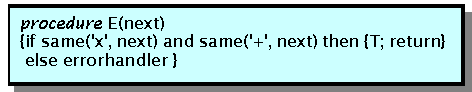 procedure E(next)
{if same('x', next) and same('+', next) then {T; return}
else errorhandler }